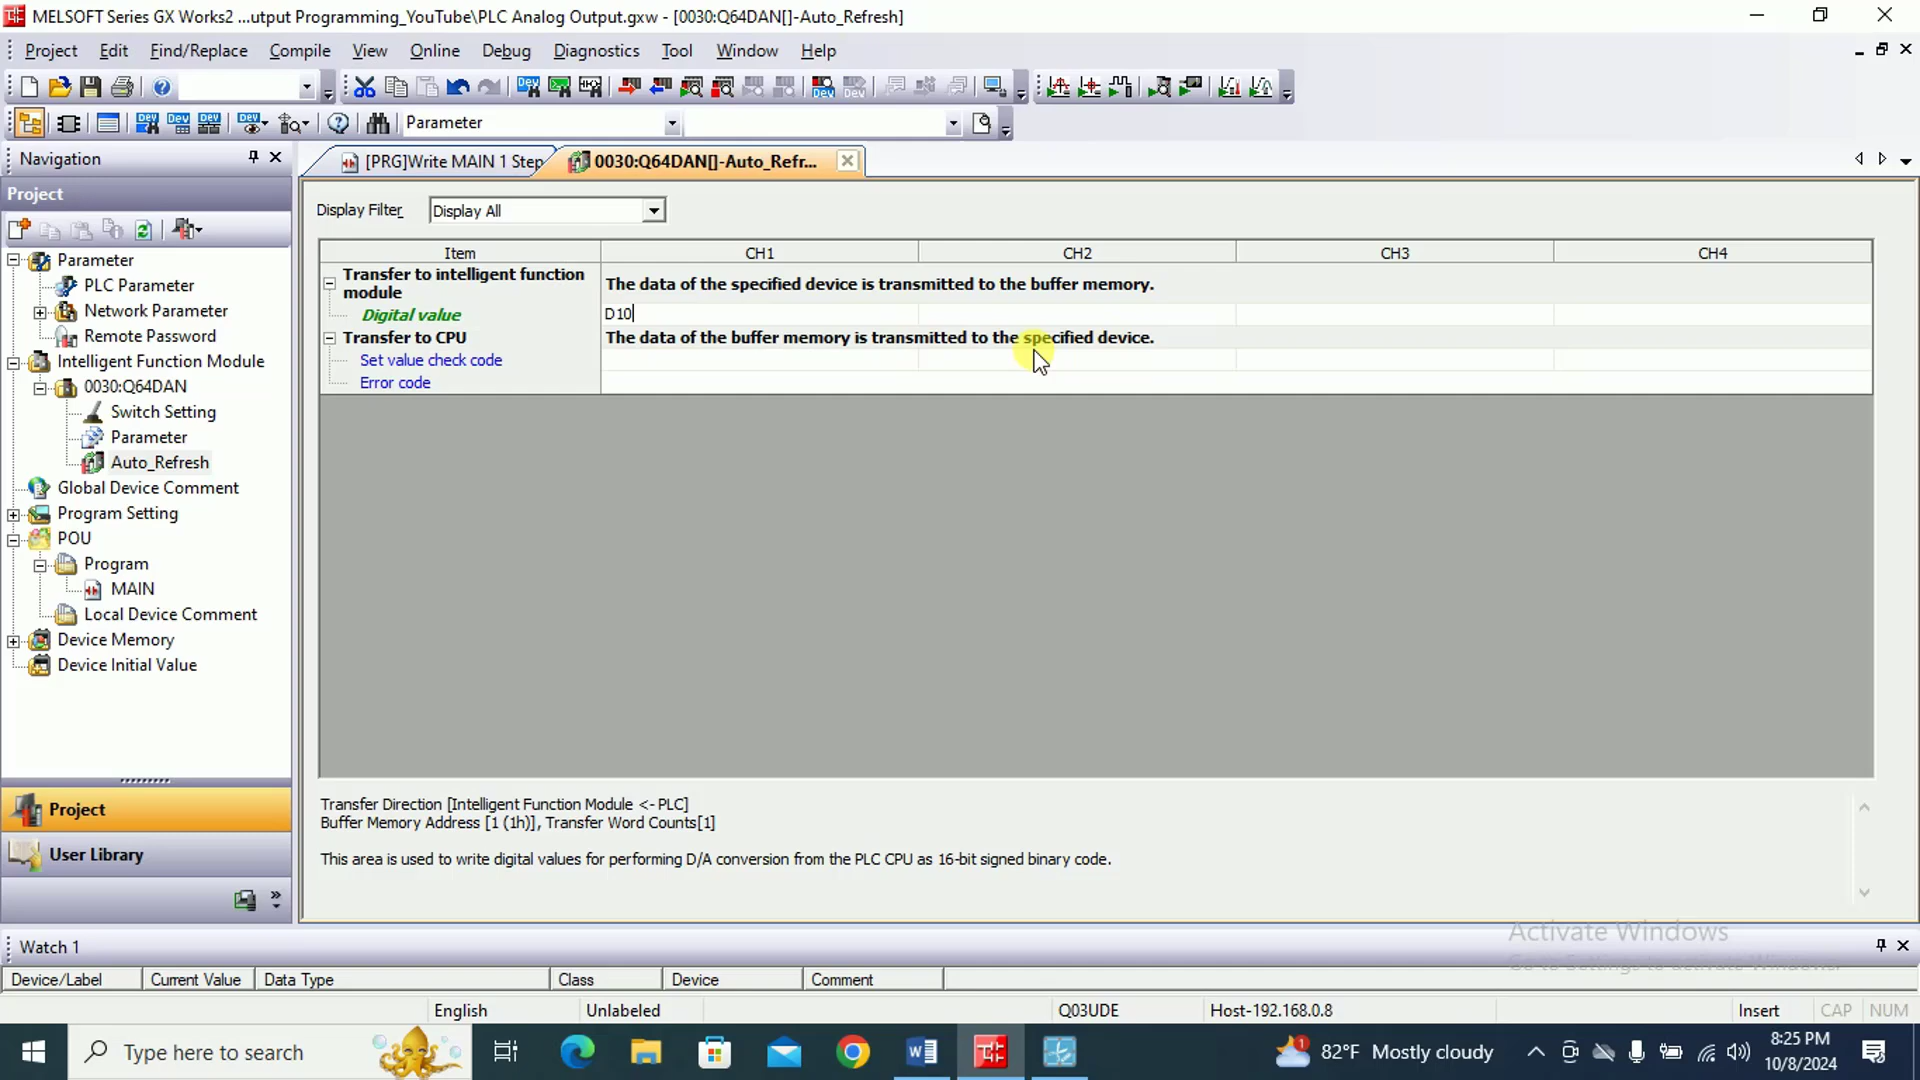 MELSOFT Series GX Works2 ...utput Programming_YouTube\PLC Analog Output.gxw - [0030:Q64DAN[]-Auto_Refresh]
Project Edit Find/Replace Compile View Online Debug Diagnostics Tool Window Help
Parameter
Navigation
[PRG]Write MAIN 1 Step
0030:Q64DAN[]-Auto_Refr...
Project
Display Filter
Display All
Item CH1 CH2 CH3 CH4
Transfer to intelligent function module
The data of the specified device is transmitted to the buffer memory.
Digital value
D10
Transfer to CPU
The data of the buffer memory is transmitted to the specified device.
Set value check code
Error code
Parameter
PLC Parameter
Network Parameter
Remote Password
Intelligent Function Module
0030:Q64DAN
Switch Setting
Parameter
Auto_Refresh
Global Device Comment
Program Setting
POU
Program
MAIN
Local Device Comment
Device Memory
Device Initial Value
Project
User Library
Transfer Direction [Intelligent Function Module <- PLC]
Buffer Memory Address [1 (1h)], Transfer Word Counts[1]
This area is used to write digital values for performing D/A conversion from the PLC CPU as 16-bit signed binary code.
Activate Windows
Go to Settings to activate Windows.
Watch 1
Device/Label Current Value Data Type Class Device Comment
English Unlabeled Q03UDE Host-192.168.0.8 Insert CAP NUM
Type here to search
82°F Mostly cloudy
8:25 PM
10/8/2024